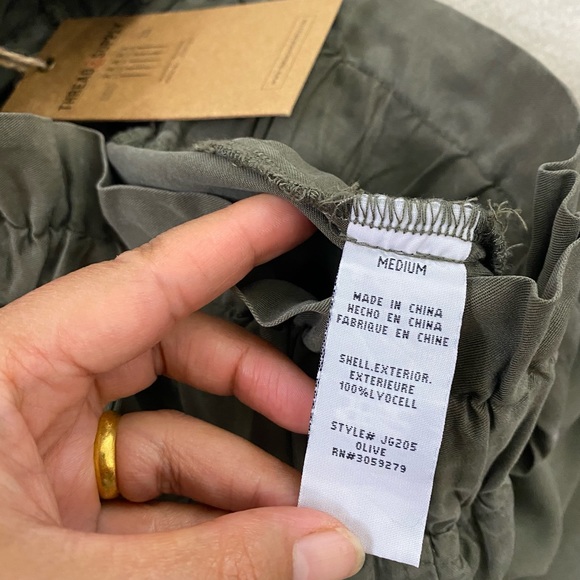 THREAD & SUPPLY
MEDIUM
MADE IN CHINA
HECHO EN CHINA
FABRIQUE EN CHINE
SHELL.EXTERIOR.
EXTERIEURE
100%LYOCELL
STYLE# JG205
OLIVE
RN#3059279